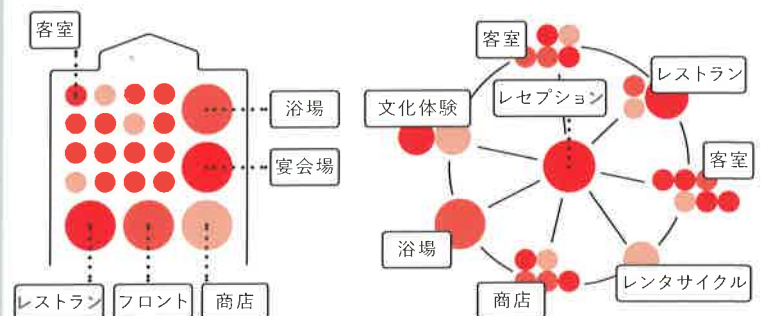 客室
浴場
宴会場
レストラン
フロント
商店
客室
レストラン
レセプション
文化体験
客室
浴場
レンタサイクル
商店